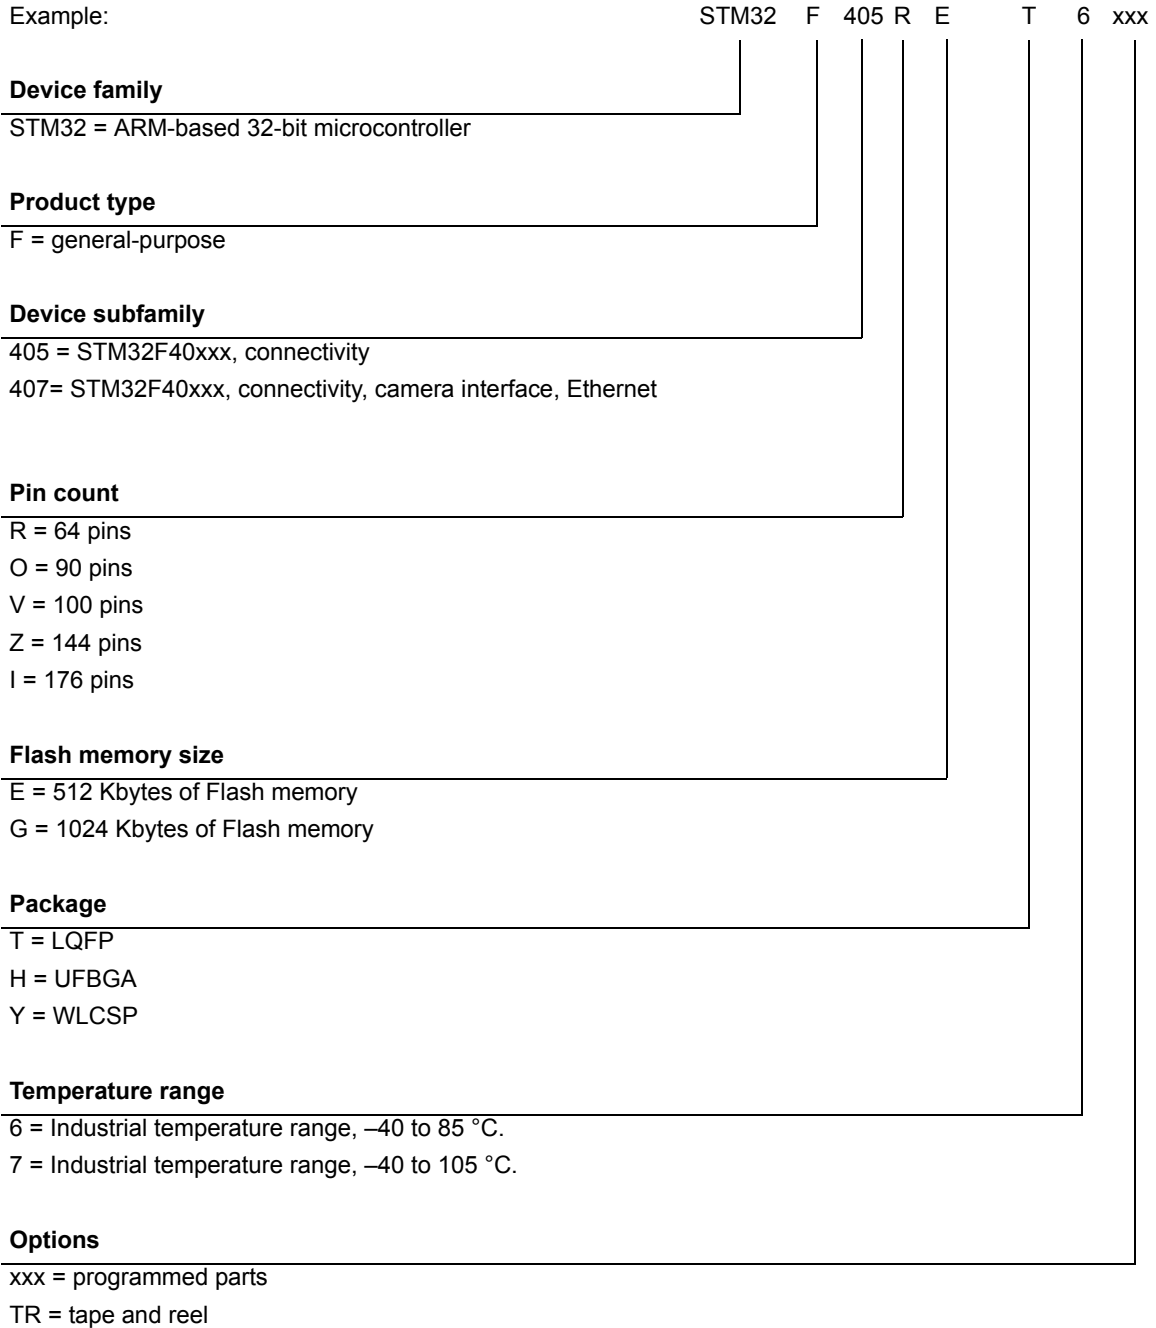 Example: STM32 F 405 R E T 6 xxx
Device family
STM32 = ARM-based 32-bit microcontroller
Product type
F = general-purpose
Device subfamily
405 = STM32F40xxx, connectivity
407= STM32F40xxx, connectivity, camera interface, Ethernet
Pin count
R = 64 pins
O = 90 pins
V = 100 pins
Z = 144 pins
I = 176 pins
Flash memory size
E = 512 Kbytes of Flash memory
G = 1024 Kbytes of Flash memory
Package
T = LQFP
H = UFBGA
Y = WLCSP
Temperature range
6 = Industrial temperature range, –40 to 85 °C.
7 = Industrial temperature range, –40 to 105 °C.
Options
xxx = programmed parts
TR = tape and reel